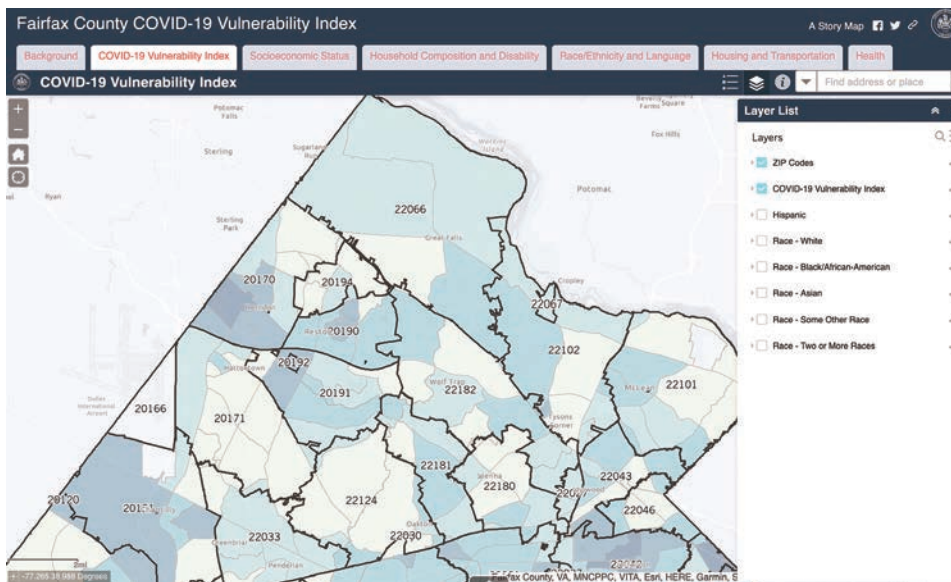 Fairfax County COVID-19 Vulnerability Index
A Story Map
Background
COVID-19 Vulnerability Index
Socioeconomic Status
Household Composition and Disability
Race/Ethnicity and Language
Housing and Transportation
Health
COVID-19 Vulnerability Index
Find address or place
Layer List
Layers
ZIP Codes
COVID-19 Vulnerability Index
Hispanic
Race - White
Race - Black/African-American
Race - Asian
Race - Some Other Race
Race - Two or More Races
Potomac
Falls
Sterling
Sugarland
Run
Fox Hills
Ryan
Potomac
Sterling
Park
22066
Great Falls
20170
20194
Cropley
22067
20190
22102
20192
Wolf Trap
22182
McLean
22101
20191
Dulles
International
Airport
20166
20171
Tysons
Corner
22181
22043
22180
20120
22124
22046
Oakton
22033
22030
Greenbriar
Pendelian
2mi
Fairfax County, VA, MNCPPC, VITA, Esri, HERE, Garmin,